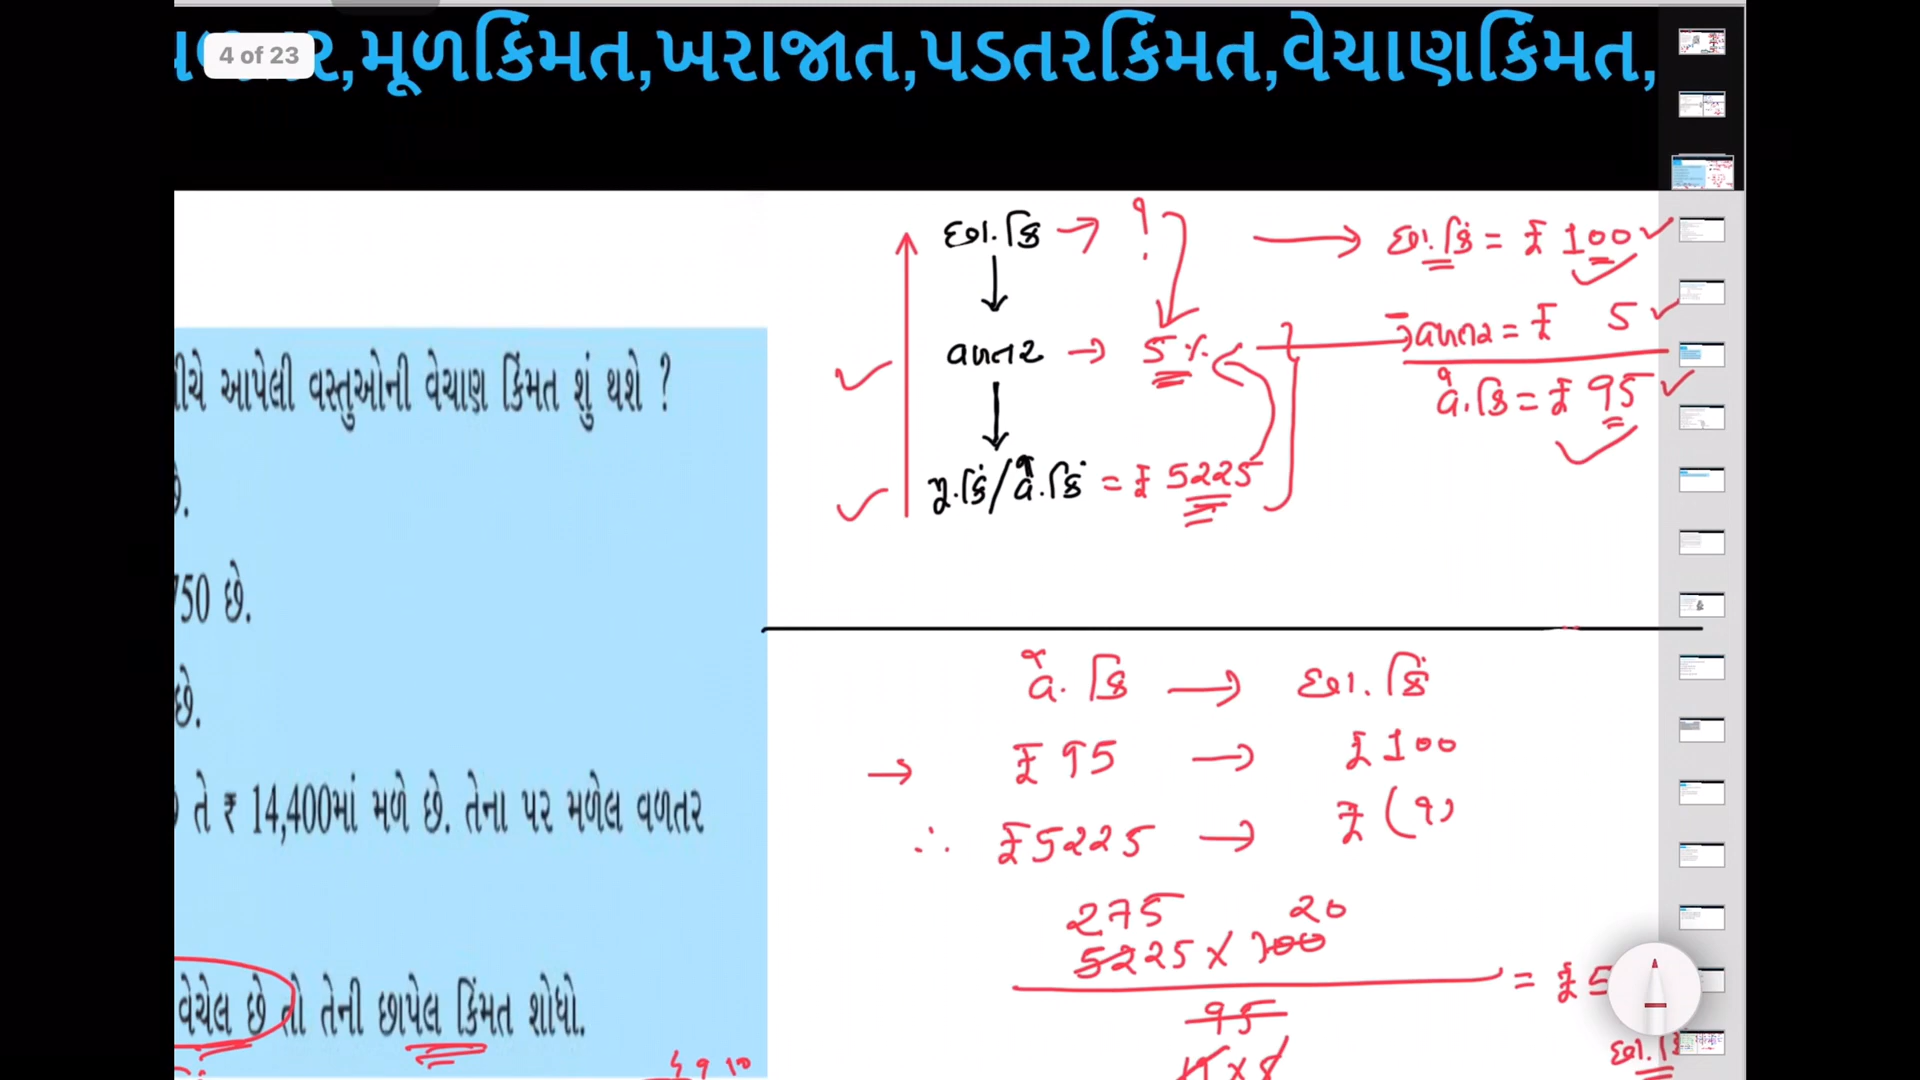 4 of 23
,મૂળકિંમત,ખરાજાત,પડતરકિંમત,વેચાણકિંમત,
આપેલી વસ્તુઓની વેચાણ કિંમત શું થશે ?
છે.
750 છે.
છે.
તે ₹ 14,400માં મળે છે. તેના પર મળેલ વળતર
વેચેલ છે તો તેની છાપેલ કિંમત શોધો.
છા.કિં → ?
વળતર → 5%
મૂ.કિં/વે.કિં = ₹ 5225
→ છા.કિં = ₹ 100
- વળતર = ₹ 5
વે.કિં = ₹ 95
વે. કિં → છા. કિં
→ ₹ 95 → ₹ 100
∴ ₹5225 → ₹ (?)
275 20
5225 × 100
= ₹5
95
છા.કિં